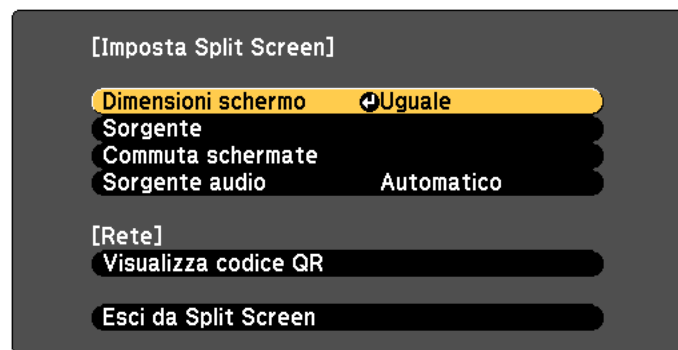 [Imposta Split Screen]
Dimensioni schermo Uguale
Sorgente
Commuta schermate
Sorgente audio Automatico
[Rete]
Visualizza codice QR
Esci da Split Screen